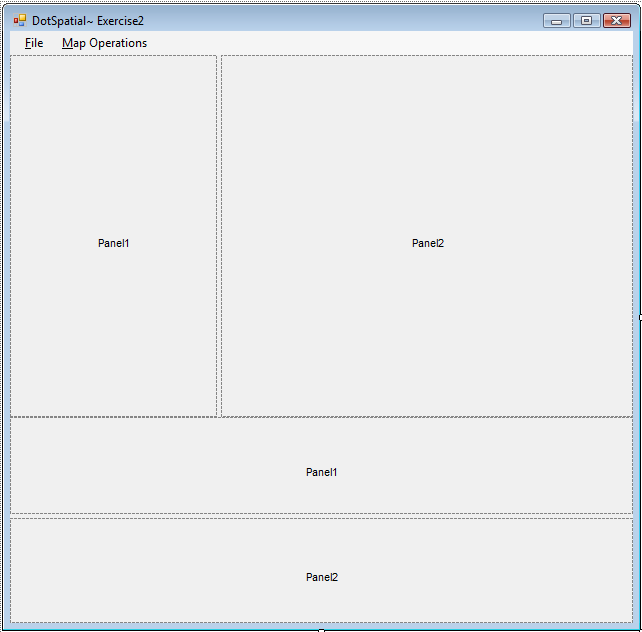 DotSpatial~ Exercise2
File Map Operations
Panel1 Panel2
Panel1
Panel2